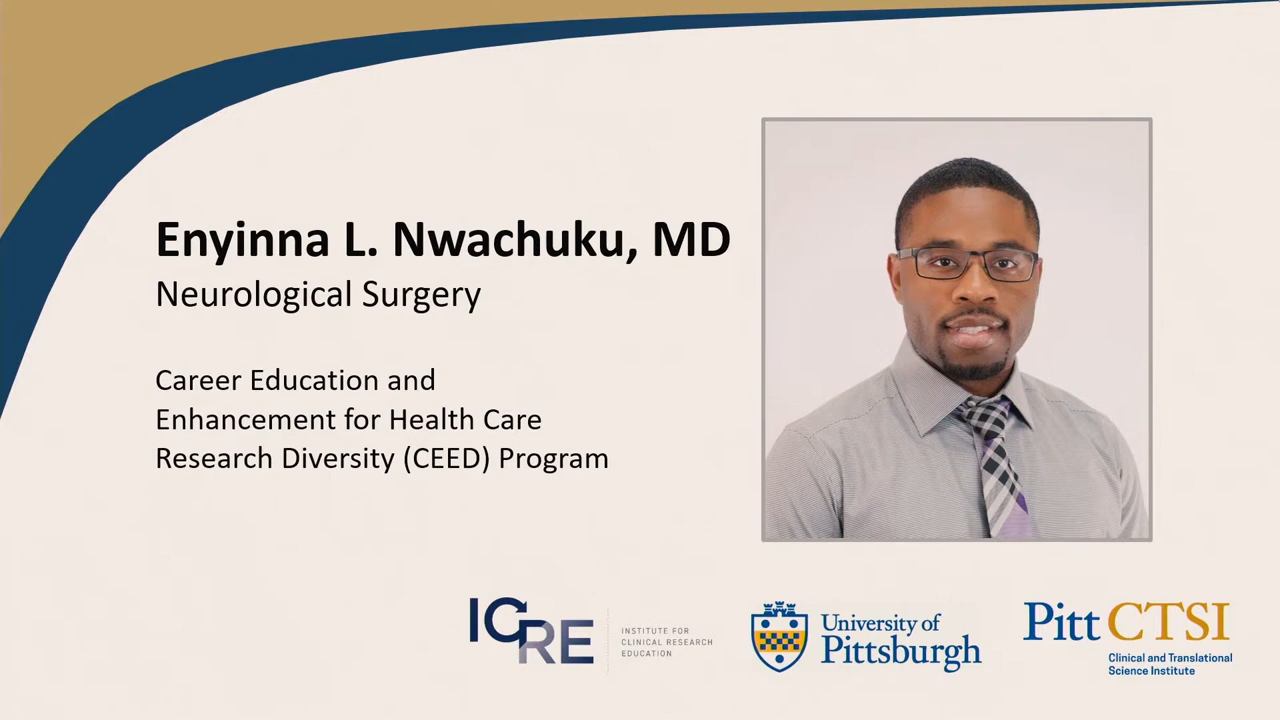 Enyinna L. Nwachuku, MD
Neurological Surgery
Career Education and
Enhancement for Health Care
Research Diversity (CEED) Program
ICRE
INSTITUTE FOR
CLINICAL RESEARCH
EDUCATION
University of
Pittsburgh
Pitt CTSI
Clinical and Translational
Science Institute